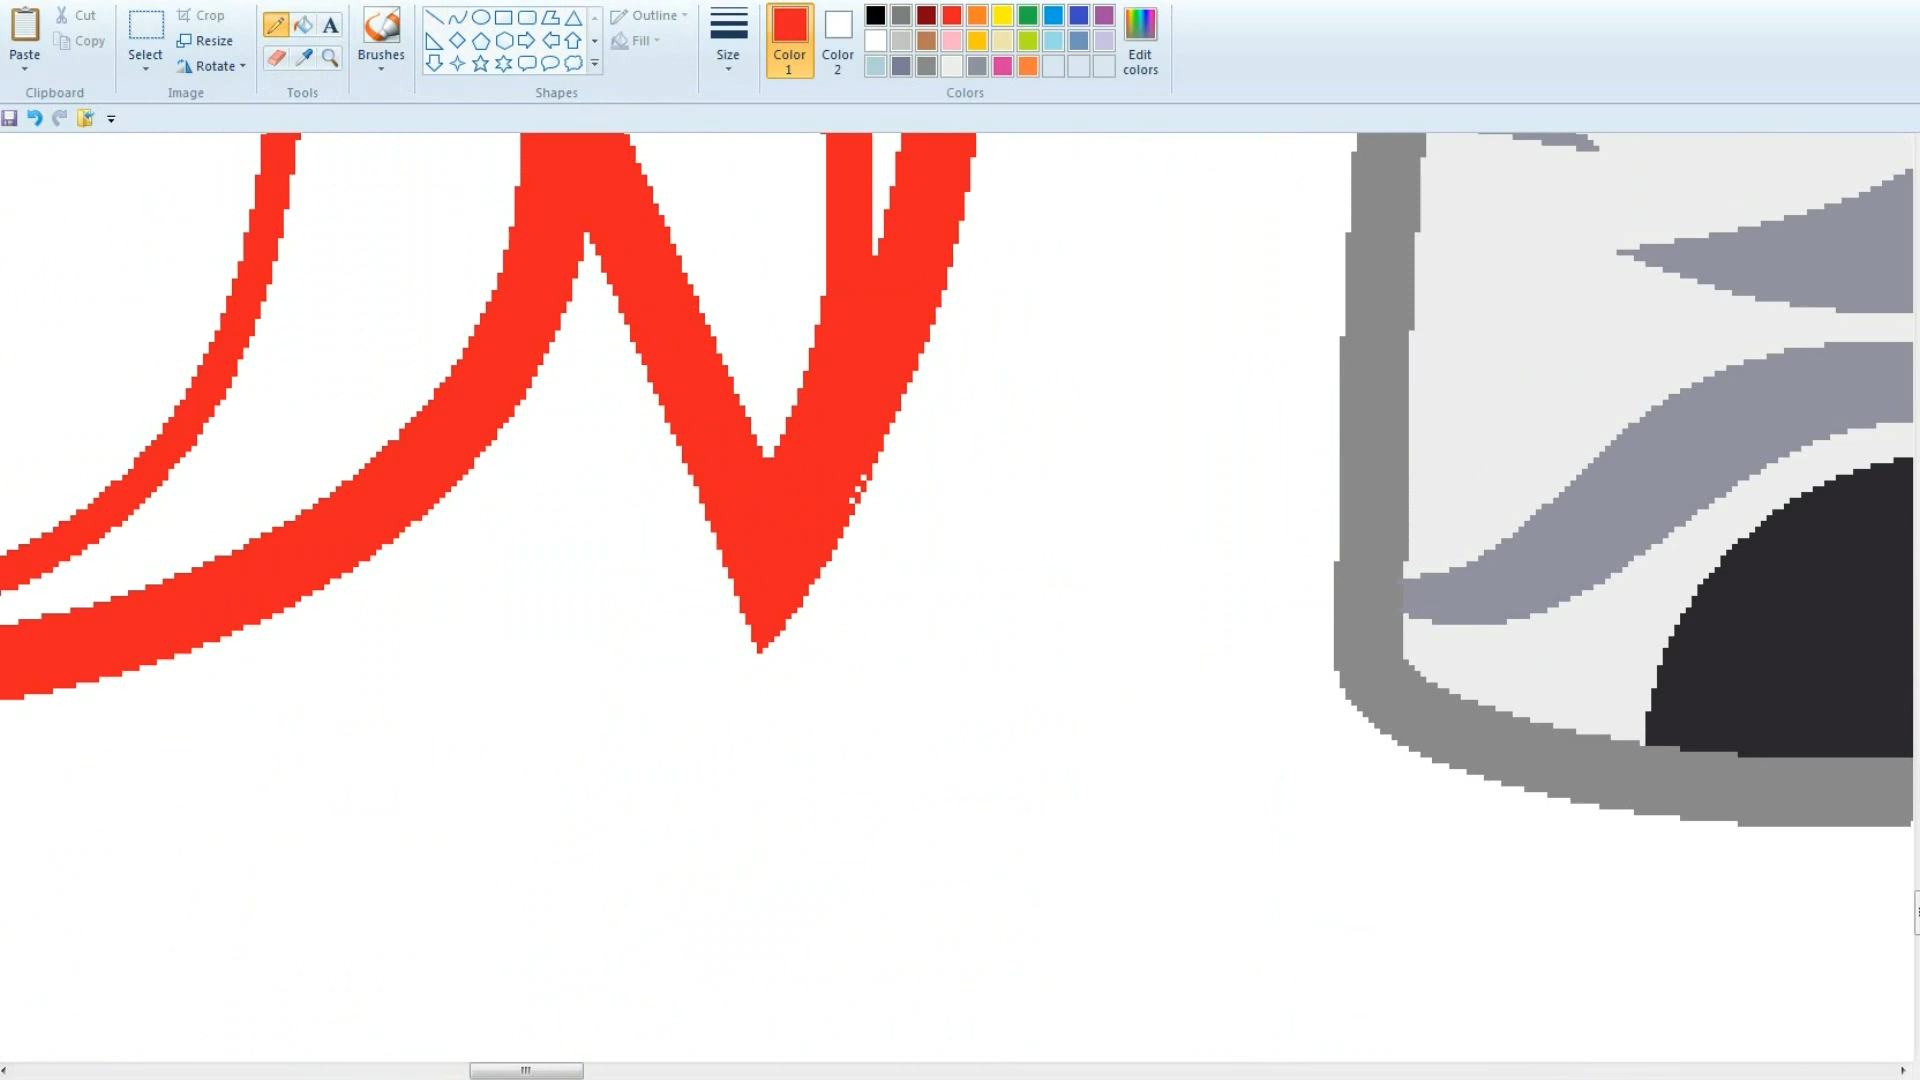 Paste
Cut
Copy
Clipboard
Select
Crop
Resize
Rotate
Image
A
Tools
Brushes
Outline
Fill
Shapes
Size
Color
1
Color
2
Edit
colors
Colors